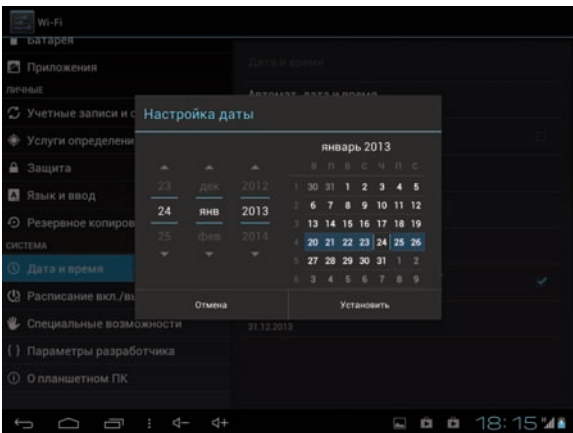 Wi-Fi
Батарея
Приложения
ЛИЧНЫЕ
Учетные записи и с
Услуги определени
Защита
Язык и ввод
Резервное копиров
СИСТЕМА
Дата и время
Расписание вкл./вы
Специальные возможности
{ } Параметры разработчика
О планшетном ПК
Дата и время
Автомат. дата и время
Настройка даты
23 дек 2012
24 янв 2013
25 фев 2014
январь 2013
В П В С Ч П С
1 30 31 1 2 3 4 5
2 6 7 8 9 10 11 12
3 13 14 15 16 17 18 19
4 20 21 22 23 24 25 26
5 27 28 29 30 31 1 2
6 3 4 5 6 7 8 9
Отмена
Установить
31.12.2013
18:15